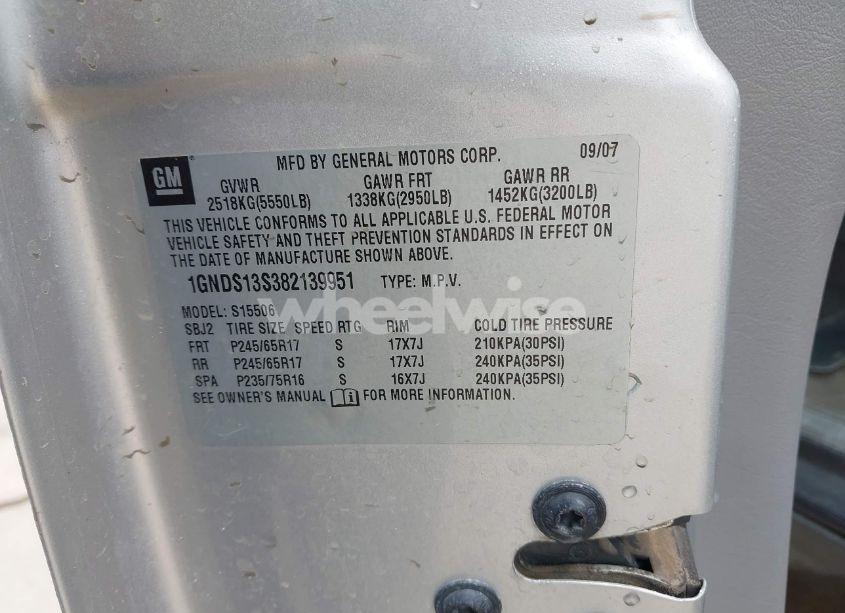 GM
MFD BY GENERAL MOTORS CORP. 09/07
GVWR GAWR FRT GAWR RR
2518KG(5550LB) 1338KG(2950LB) 1452KG(3200LB)
THIS VEHICLE CONFORMS TO ALL APPLICABLE U.S. FEDERAL MOTOR
VEHICLE SAFETY AND THEFT PREVENTION STANDARDS IN EFFECT ON
THE DATE OF MANUFACTURE SHOWN ABOVE.
1GNDS13S382139951 TYPE: M.P.V.
wheelwise
MODEL: S15506
SBJ2 TIRE SIZE SPEED RTG RIM COLD TIRE PRESSURE
FRT P245/65R17 S 17X7J 210KPA(30PSI)
RR P245/65R17 S 17X7J 240KPA(35PSI)
SPA P235/75R16 S 16X7J 240KPA(35PSI)
SEE OWNER'S MANUAL FOR MORE INFORMATION.